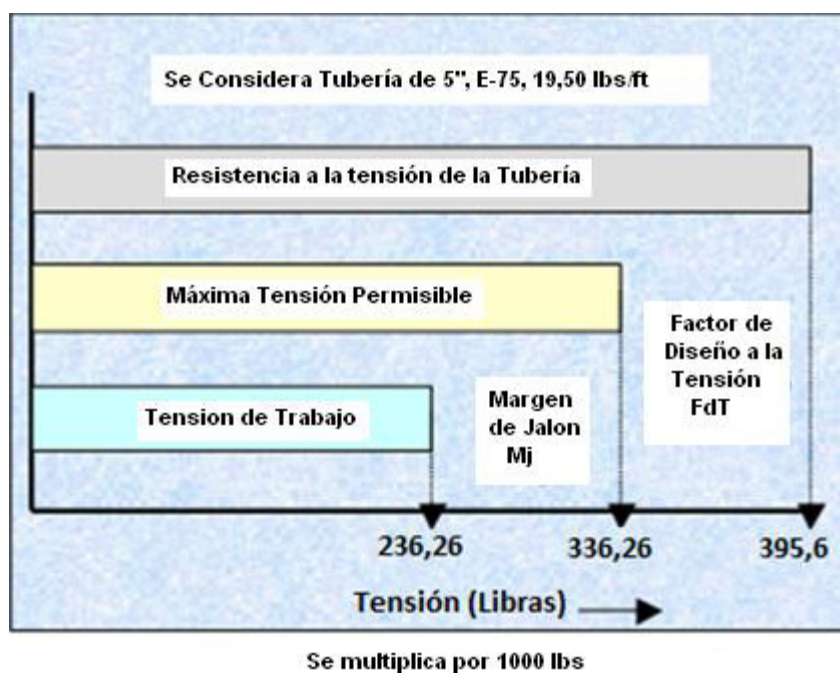 Se Considera Tubería de 5", E-75, 19,50 lbs/ft
Resistencia a la tensión de la Tubería
Máxima Tensión Permisible
Factor de
Diseño a la
Tensión
FdT
Tension de Trabajo
Margen
de Jalon
Mj
236,26 336,26 395,6
Tensión (Libras)
Se multiplica por 1000 lbs